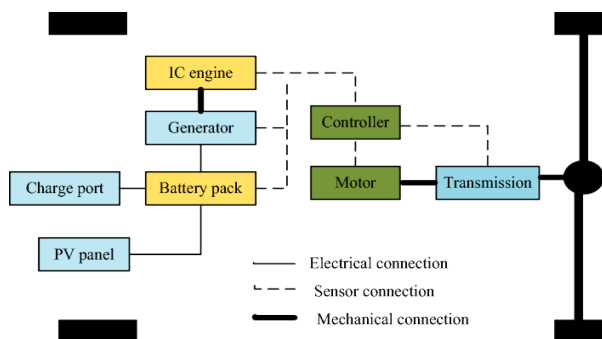 IC engine
Generator
Controller
Charge port
Battery pack
Motor
Transmission
PV panel
Electrical connection
Sensor connection
Mechanical connection